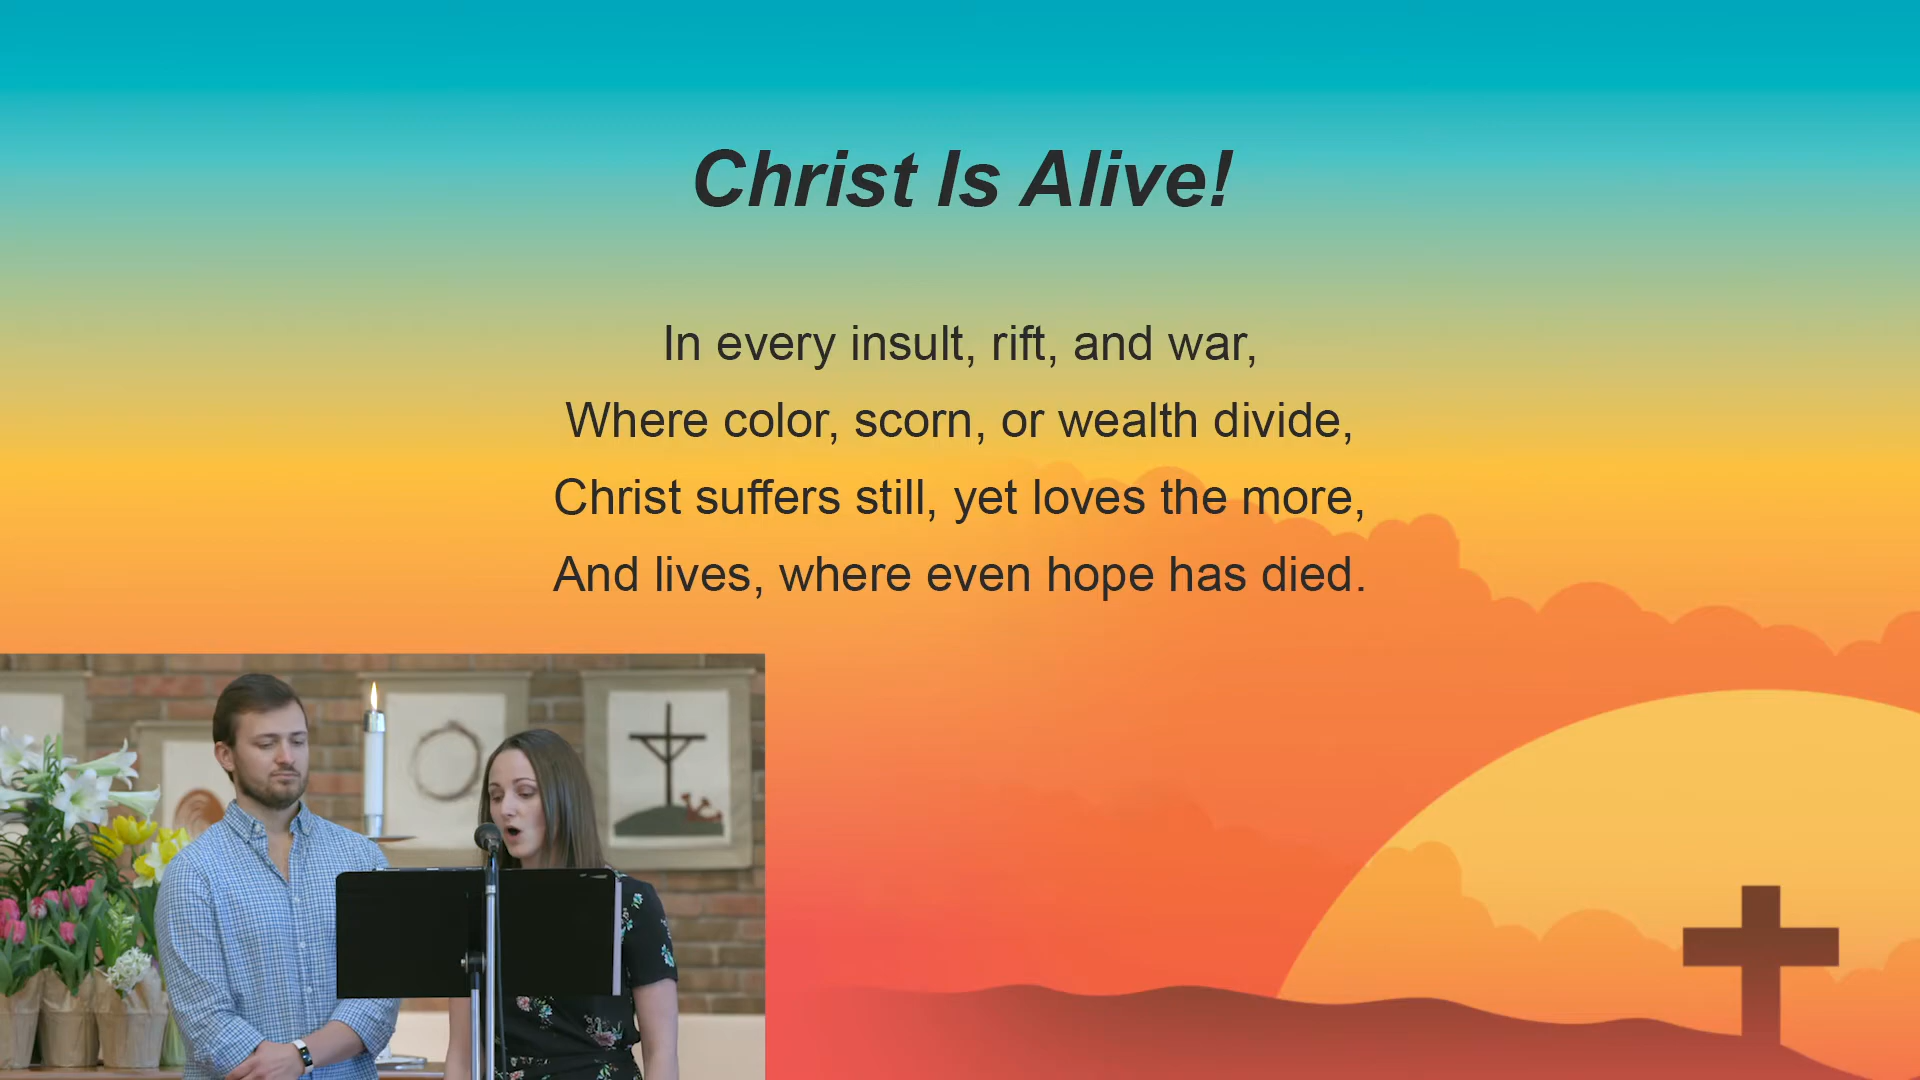 Christ Is Alive!
In every insult, rift, and war,
Where color, scorn, or wealth divide,
Christ suffers still, yet loves the more,
And lives, where even hope has died.